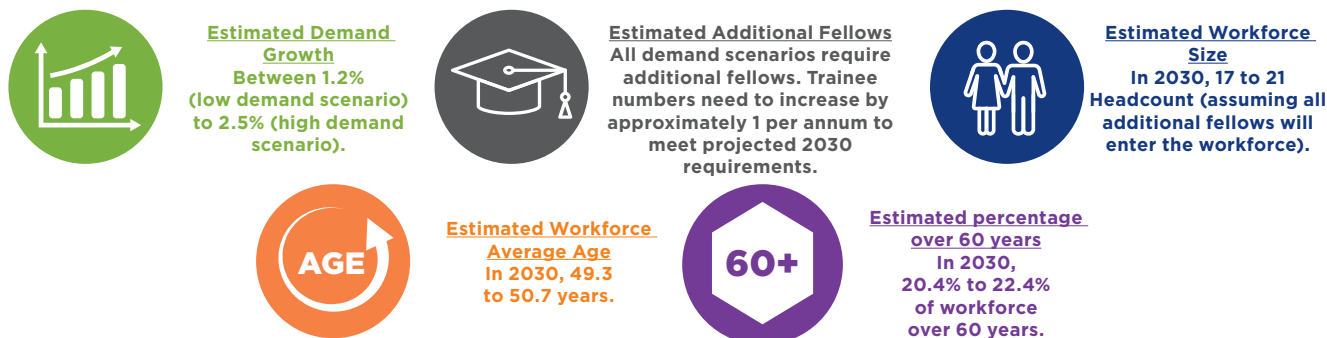 Estimated Demand
Growth
Between 1.2%
(low demand scenario)
to 2.5% (high demand
scenario).
Estimated Additional Fellows
All demand scenarios require
additional fellows. Trainee
numbers need to increase by
approximately 1 per annum to
meet projected 2030
requirements.
Estimated Workforce
Size
In 2030, 17 to 21
Headcount (assuming all
additional fellows will
enter the workforce).
AGE
Estimated Workforce
Average Age
In 2030, 49.3
to 50.7 years.
60+
Estimated percentage
over 60 years
In 2030,
20.4% to 22.4%
of workforce
over 60 years.